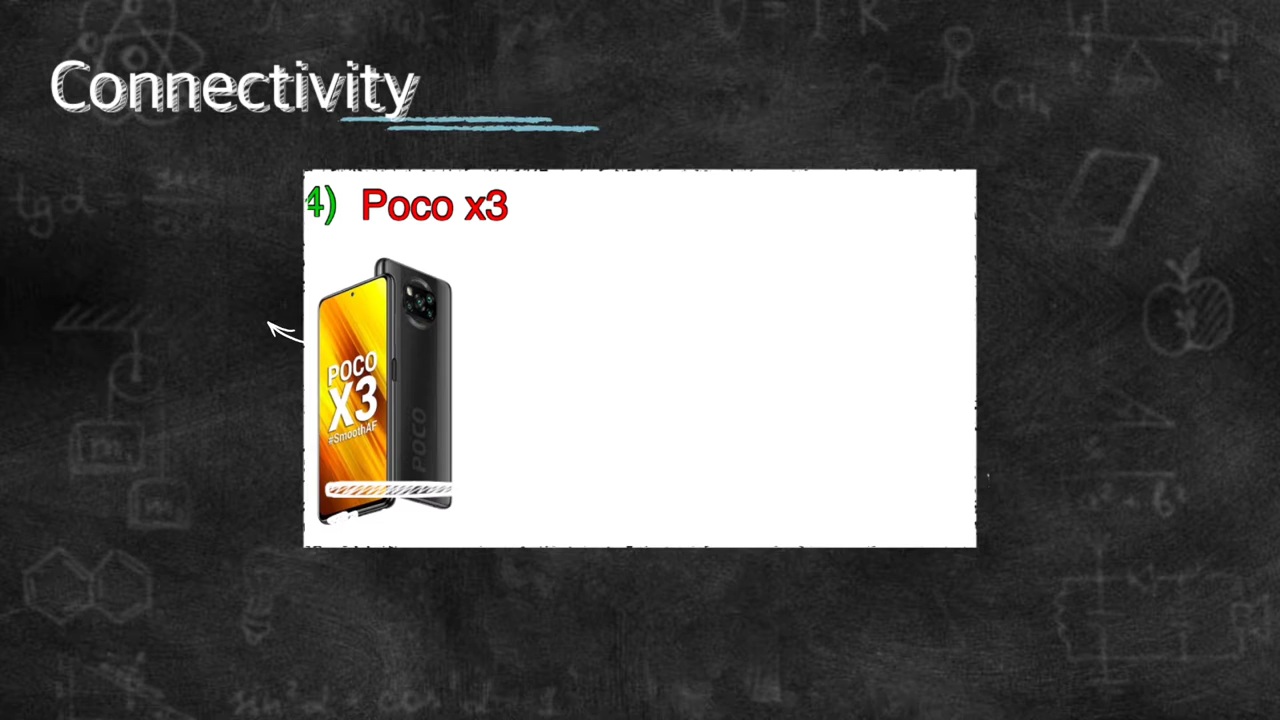 Connectivity
4) Poco x3
POCO
X3
#SmoothAF
POCO